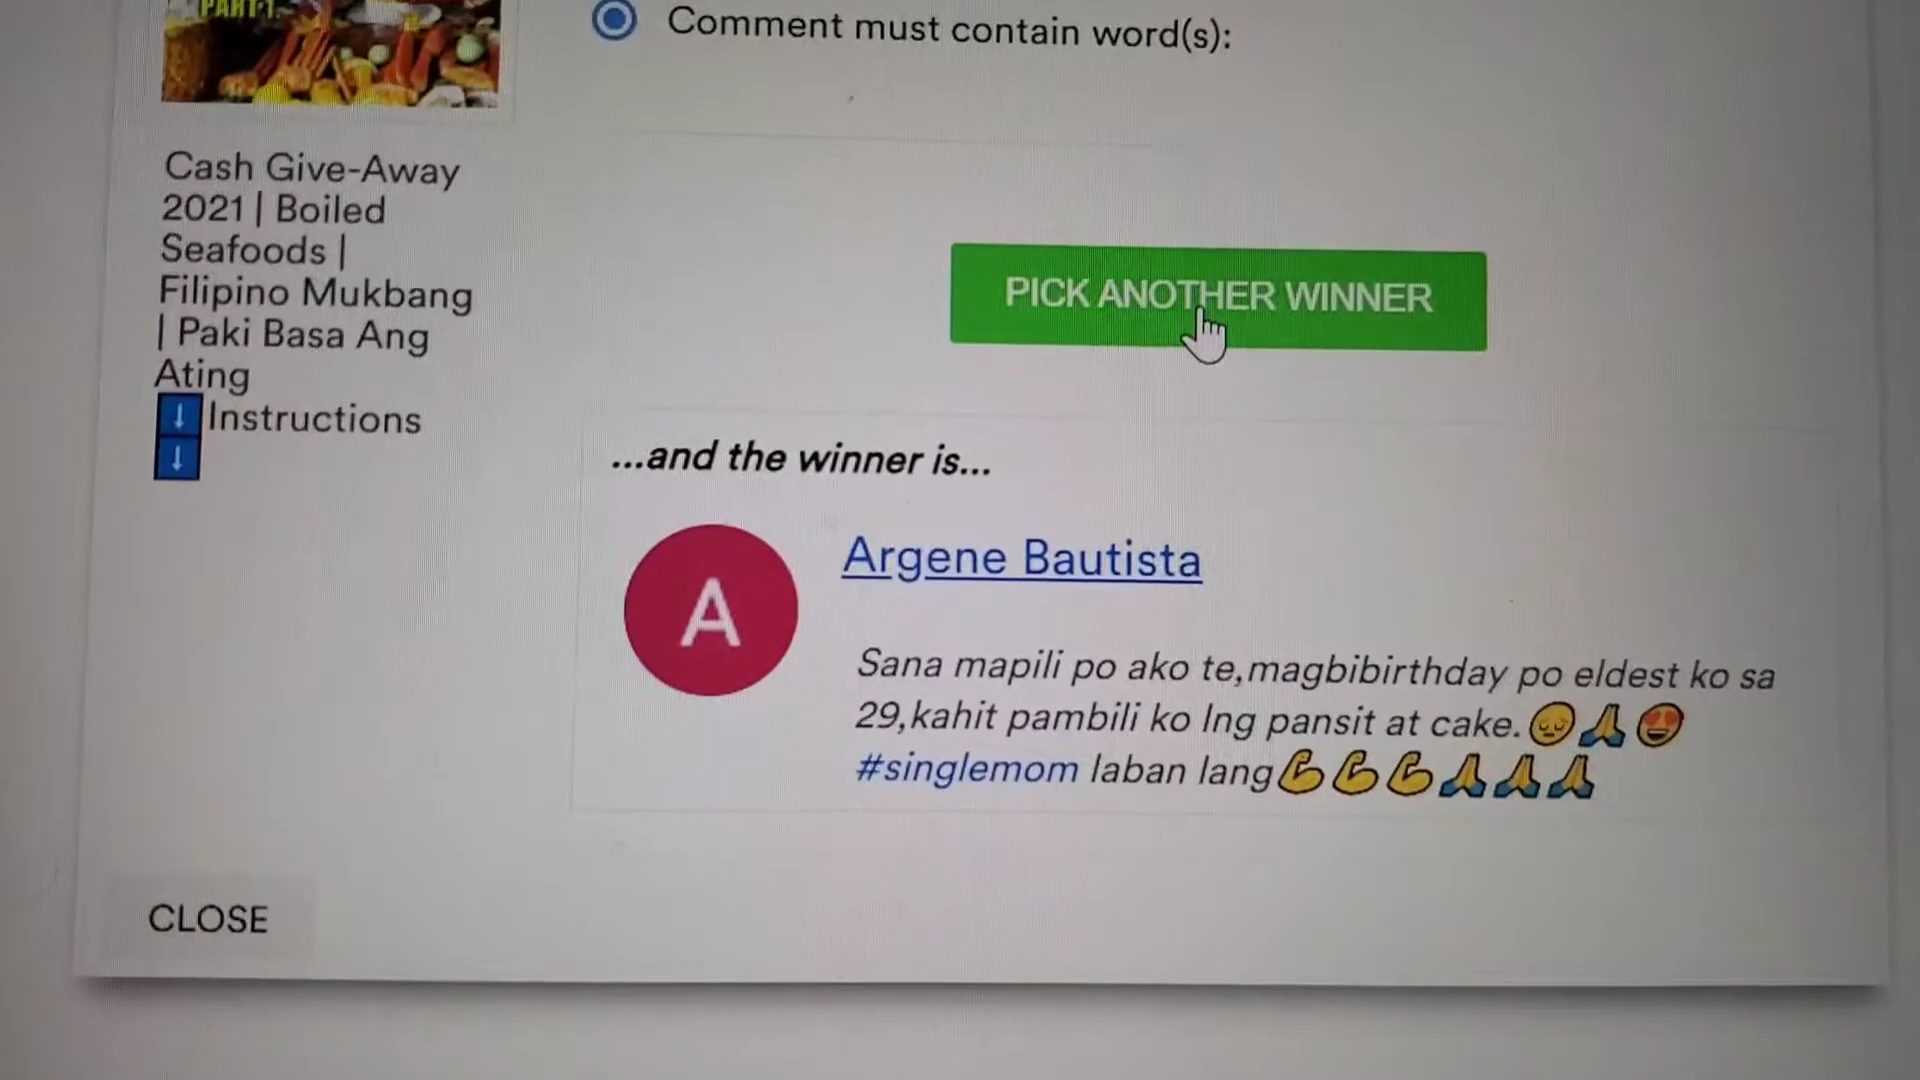 PART 1
Comment must contain word(s):
Cash Give-Away
2021 | Boiled
Seafoods |
Filipino Mukbang
| Paki Basa Ang
Ating
⬇️Instructions
⬇️
PICK ANOTHER WINNER
...and the winner is...
A
Argene Bautista
Sana mapili po ako te,magbibirthday po eldest ko sa
29,kahit pambili ko lng pansit at cake.😔🙏😍
#singlemom laban lang💪💪💪🙏🙏🙏
CLOSE